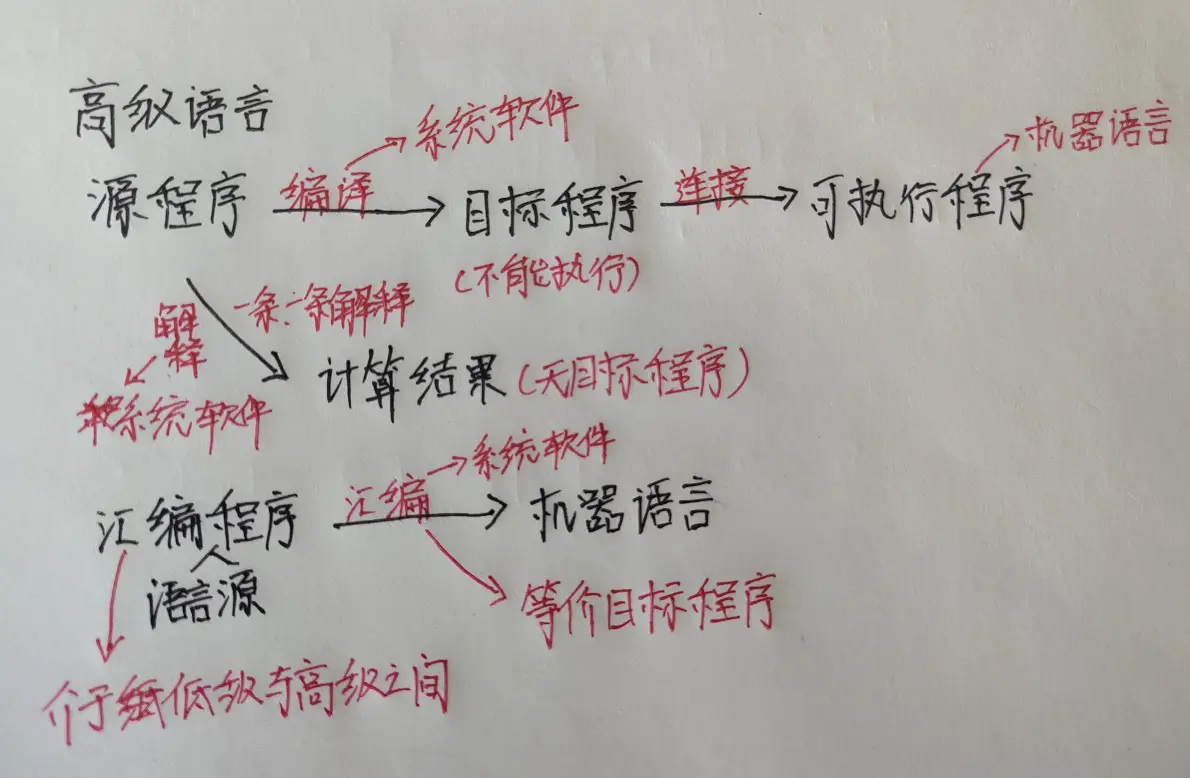 高级语言
系统软件
机器语言
源程序 编译 目标程序 连接 可执行程序
(不能执行)
解释
一条一条解释
计算结果(无目标程序)
系统软件
系统软件
汇编程序 汇编 机器语言
语言源
等价目标程序
介于低级与高级之间